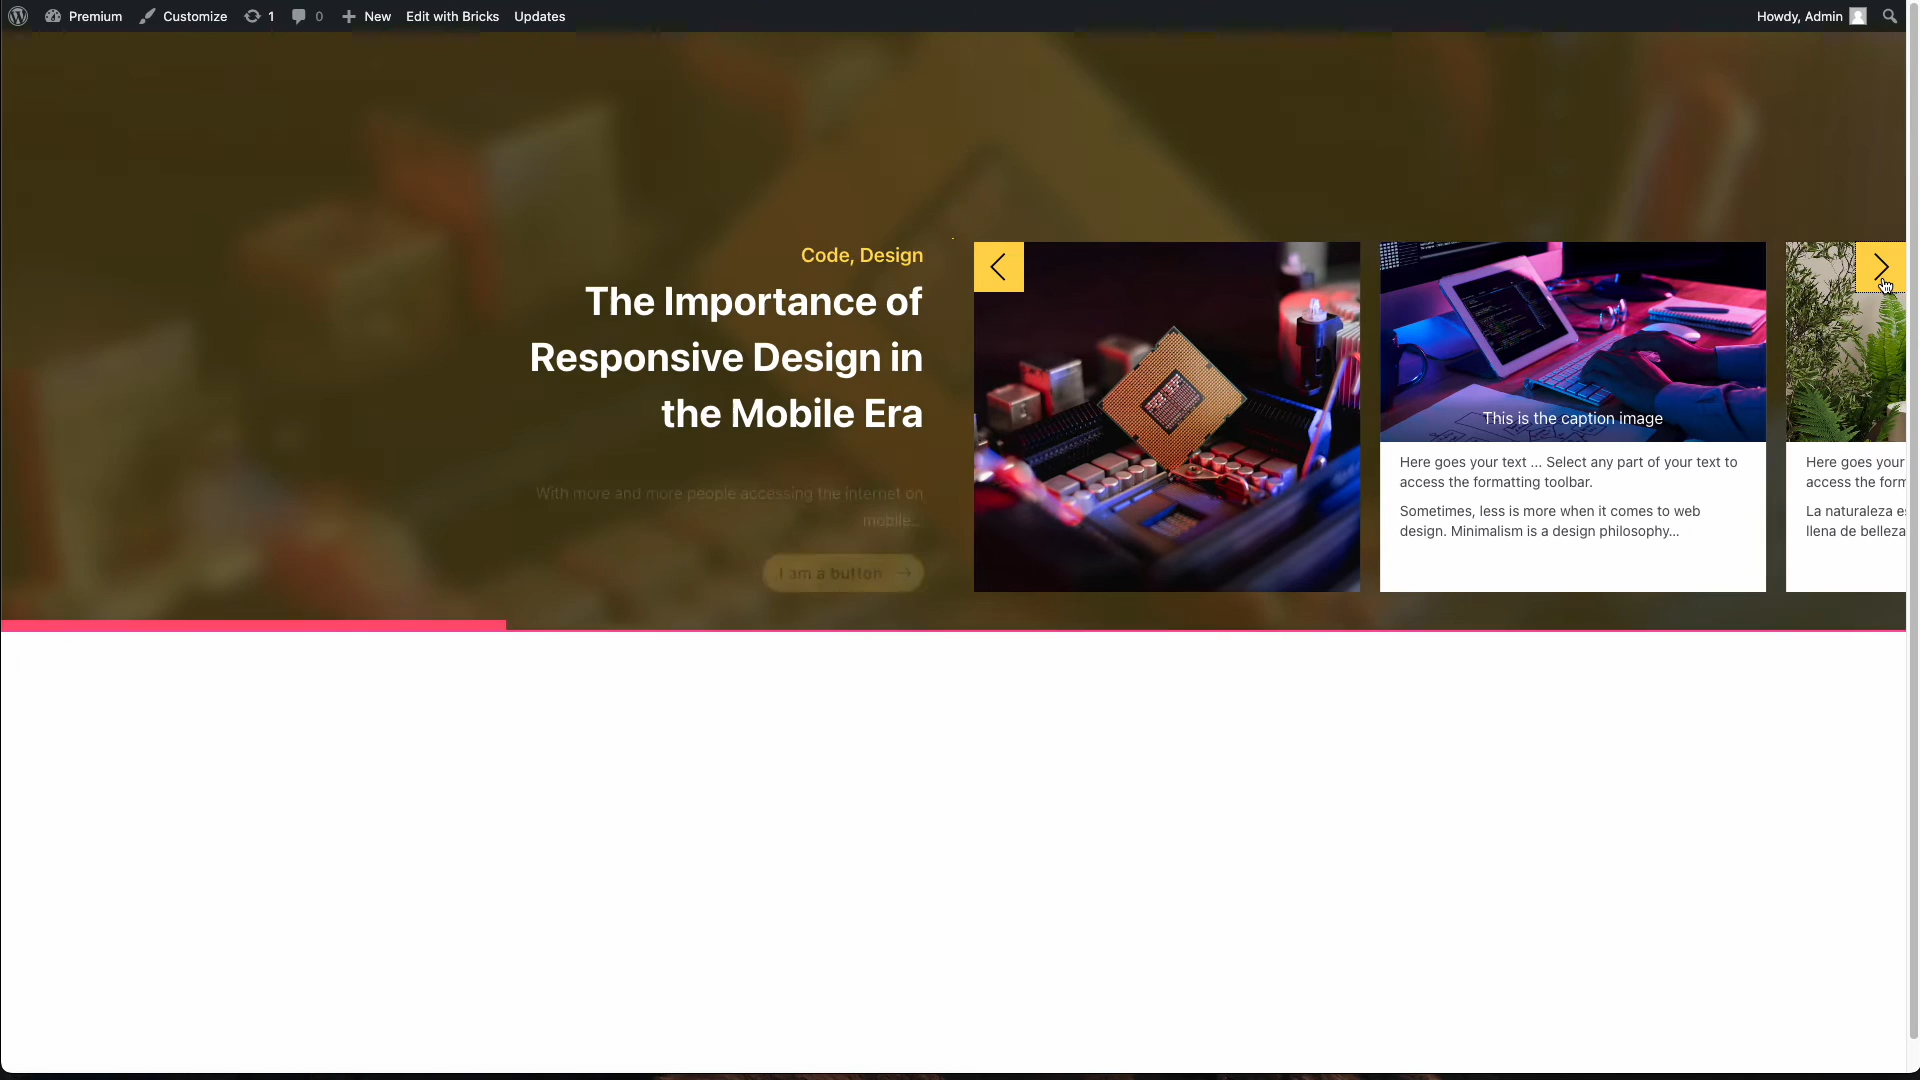 Premium Customize 1 0 New Edit with Bricks Updates Howdy, Admin
Code, Design
The Importance of
Responsive Design in
the Mobile Era
With more and more people accessing the internet on
mobile...
I am a button →
This is the caption image
Here goes your text ... Select any part of your text to
access the formatting toolbar.
Sometimes, less is more when it comes to web
design. Minimalism is a design philosophy...
Here goes your
access the form
La naturaleza es
llena de belleza